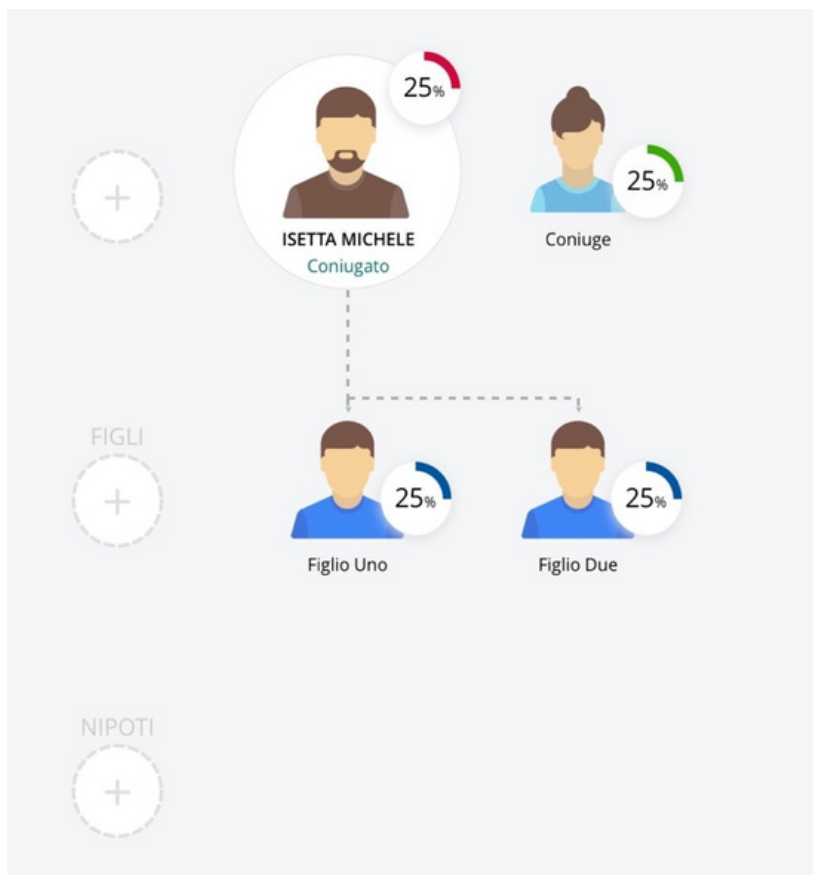 25%
25%
ISETTA MICHELE
Coniugato
Coniuge
FIGLI
25%
25%
Figlio Uno
Figlio Due
NIPOTI